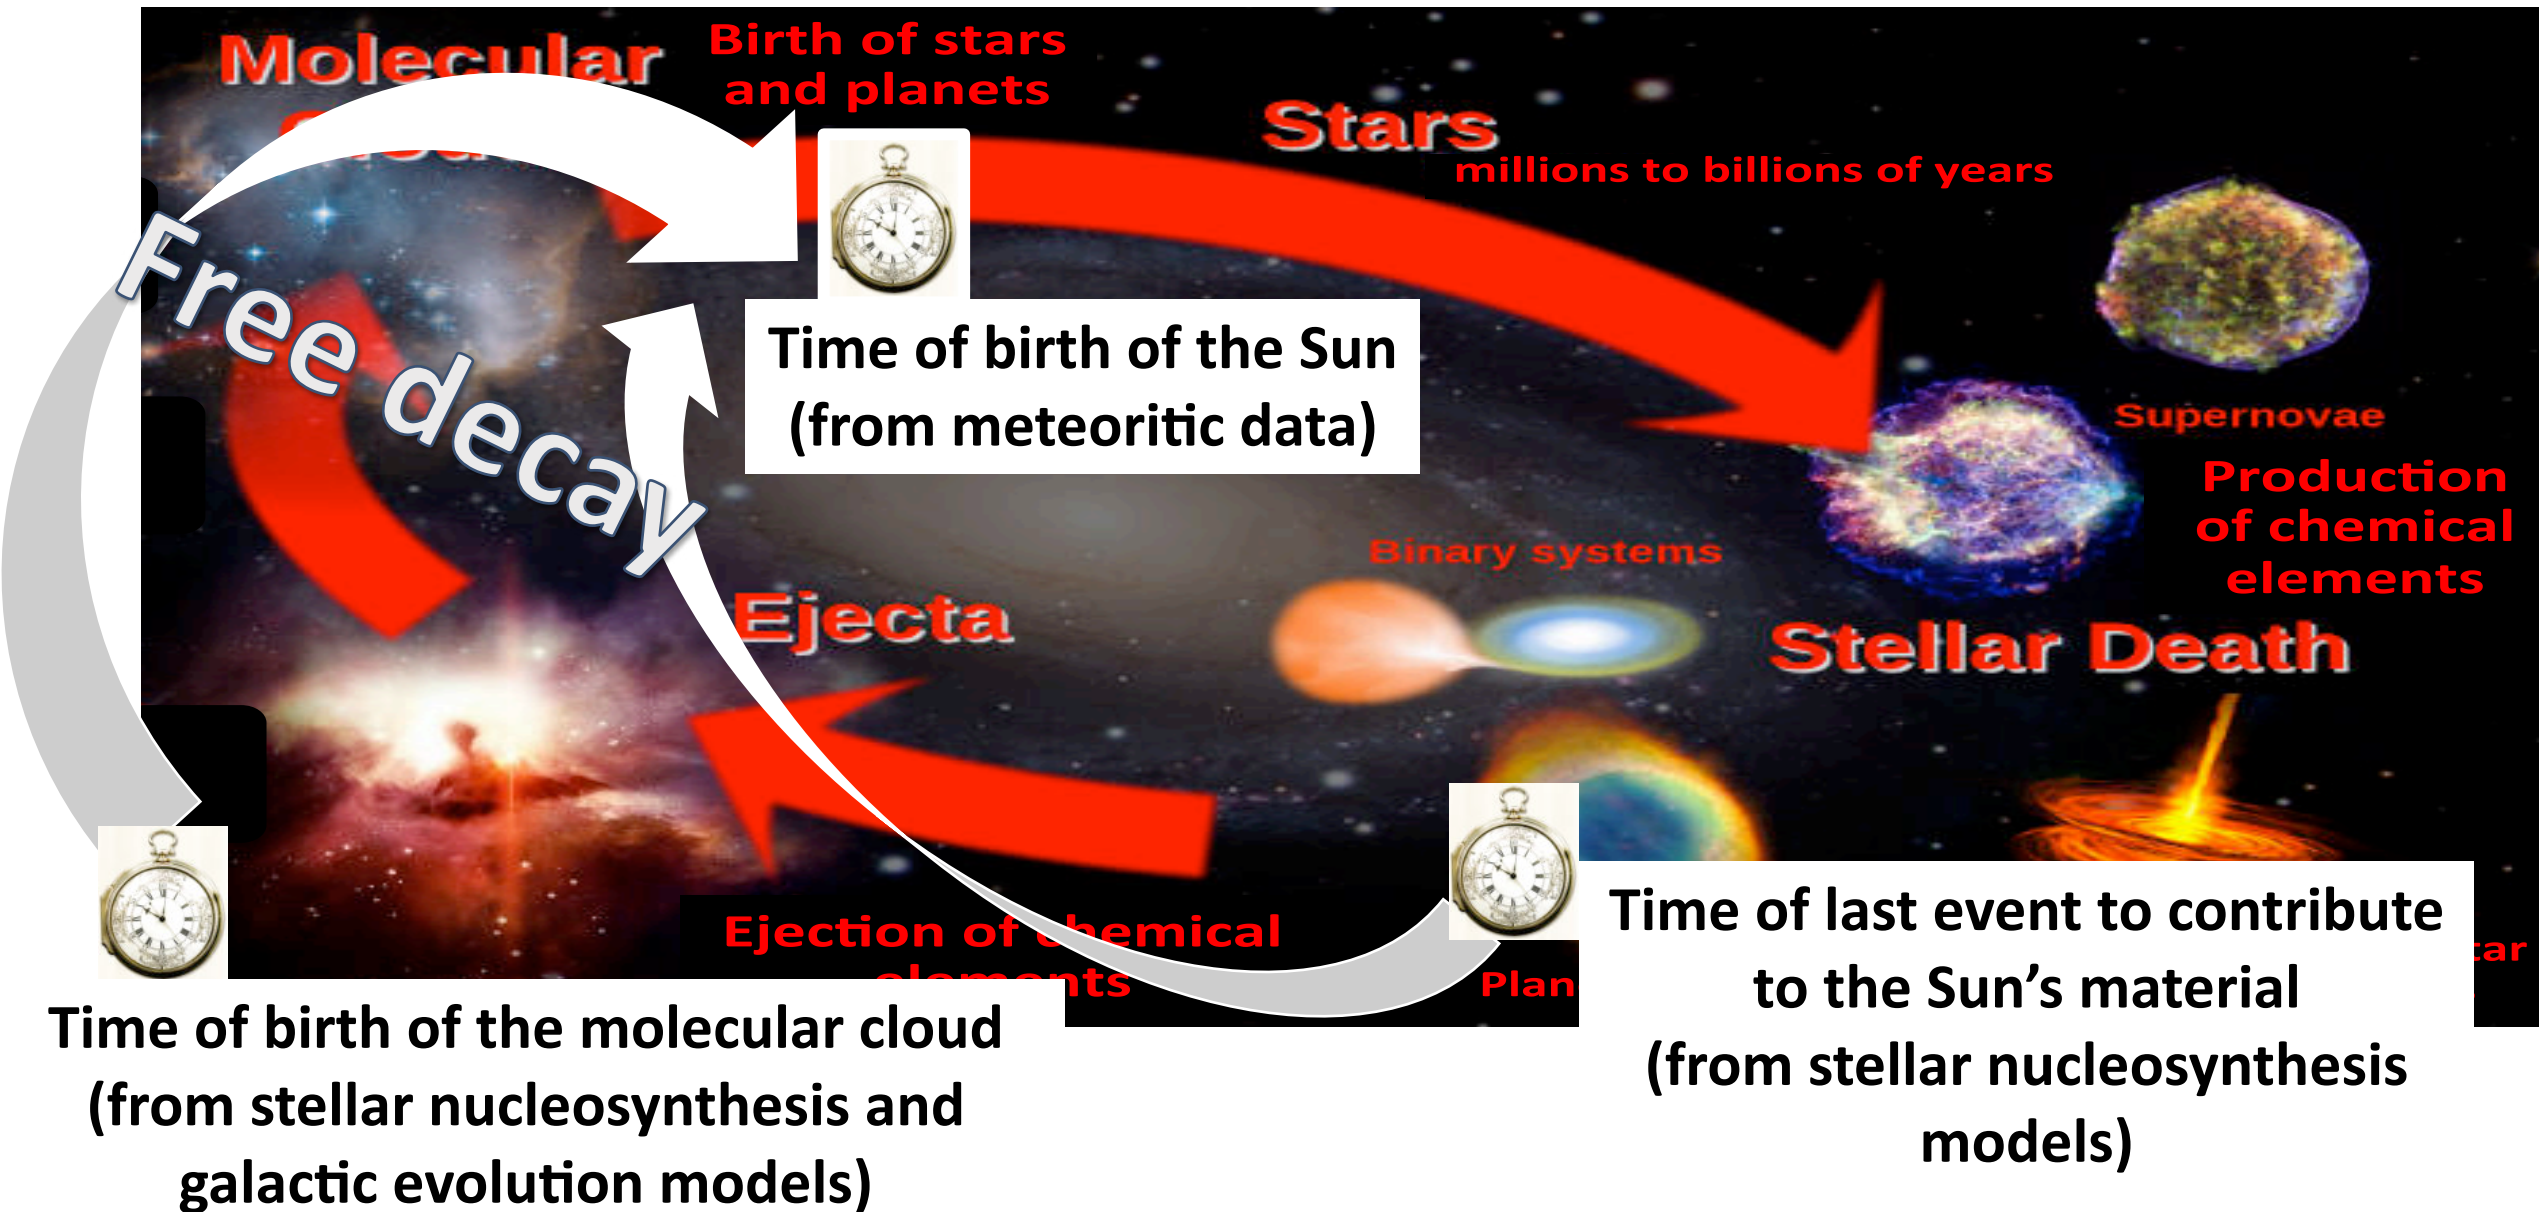 Molecular
Birth of stars
and planets
Stars
millions to billions of years
Free decay
Time of birth of the Sun
(from meteoritic data)
Supernovae
Production
of chemical
elements
Binary systems
Ejecta
Stellar Death
Ejection of chemical
elements
Time of last event to contribute
to the Sun’s material
(from stellar nucleosynthesis
models)
Time of birth of the molecular cloud
(from stellar nucleosynthesis and
galactic evolution models)